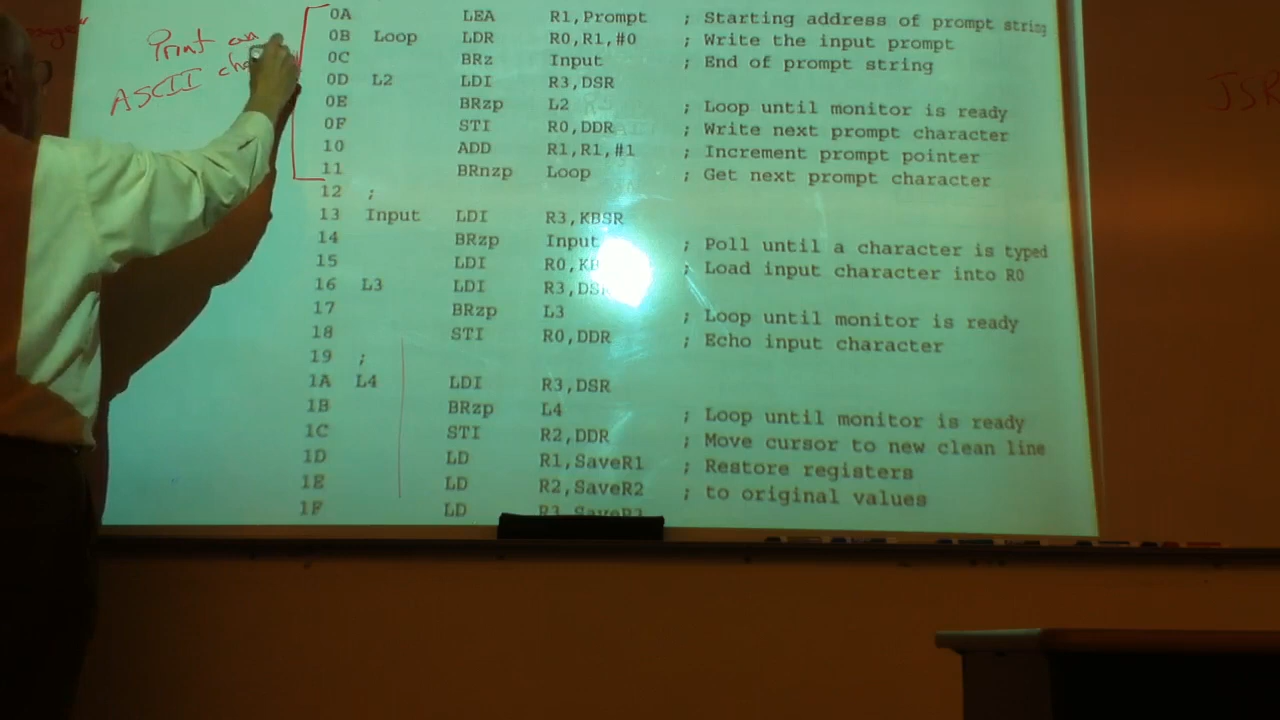 Print an
ASCII
JSR
0A LEA R1,Prompt ; Starting address of prompt string
0B Loop LDR R0,R1,#0 ; Write the input prompt
0C BRz Input ; End of prompt string
0D L2 LDI R3,DSR
0E BRzp L2 ; Loop until monitor is ready
0F STI R0,DDR ; Write next prompt character
10 ADD R1,R1,#1 ; Increment prompt pointer
11 BRnzp Loop ; Get next prompt character
12 ;
13 Input LDI R3,KBSR
14 BRzp Input ; Poll until a character is typed
15 LDI ; Load input character into R0
16 L3 LDI R3,DSR
17 BRzp L3 ; Loop until monitor is ready
18 STI R0,DDR ; Echo input character
19 ;
1A L4 LDI R3,DSR
1B BRzp L4 ; Loop until monitor is ready
1C STI R2,DDR ; Move cursor to new clean line
1D LD R1,SaveR1 ; Restore registers
1E LD R2,SaveR2 ; to original values
1F LD R3,SaveR3